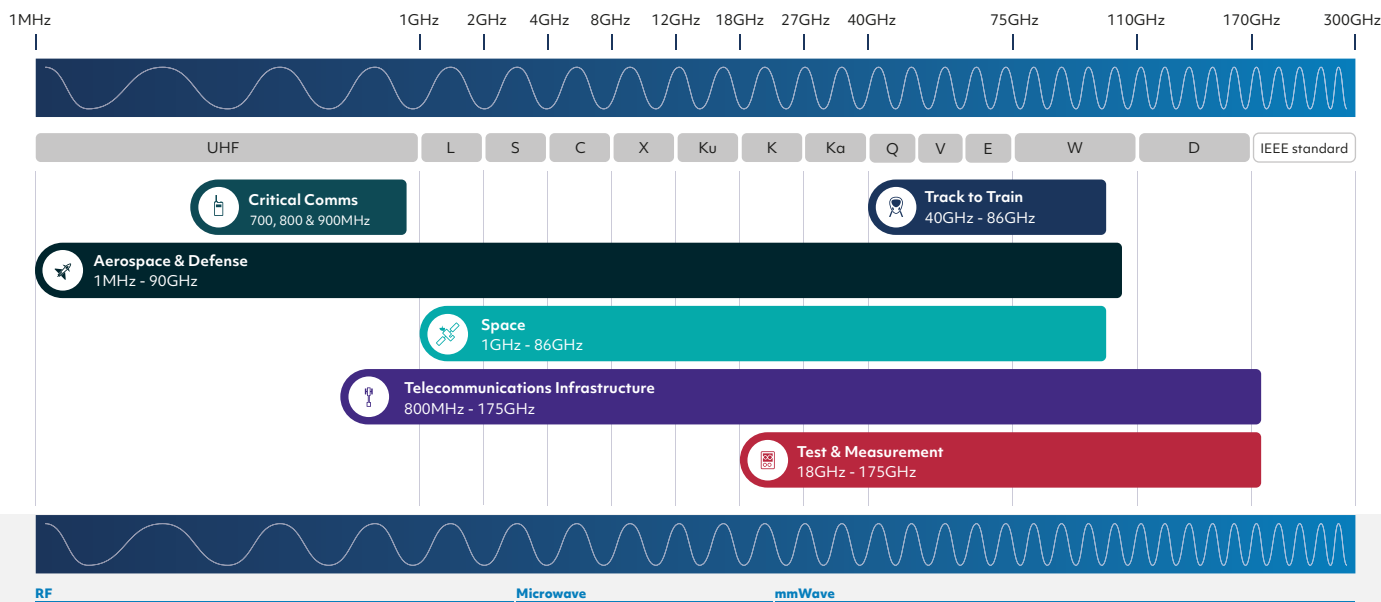 1MHz 1GHz 2GHz 4GHz 8GHz 12GHz 18GHz 27GHz 40GHz 75GHz 110GHz 170GHz 300GHz
UHF L S C X Ku K Ka Q V E W D IEEE standard
Critical Comms
700, 800 & 900MHz
Track to Train
40GHz - 86GHz
Aerospace & Defense
1MHz - 90GHz
Space
1GHz - 86GHz
Telecommunications Infrastructure
800MHz - 175GHz
Test & Measurement
18GHz - 175GHz
RF Microwave mmWave